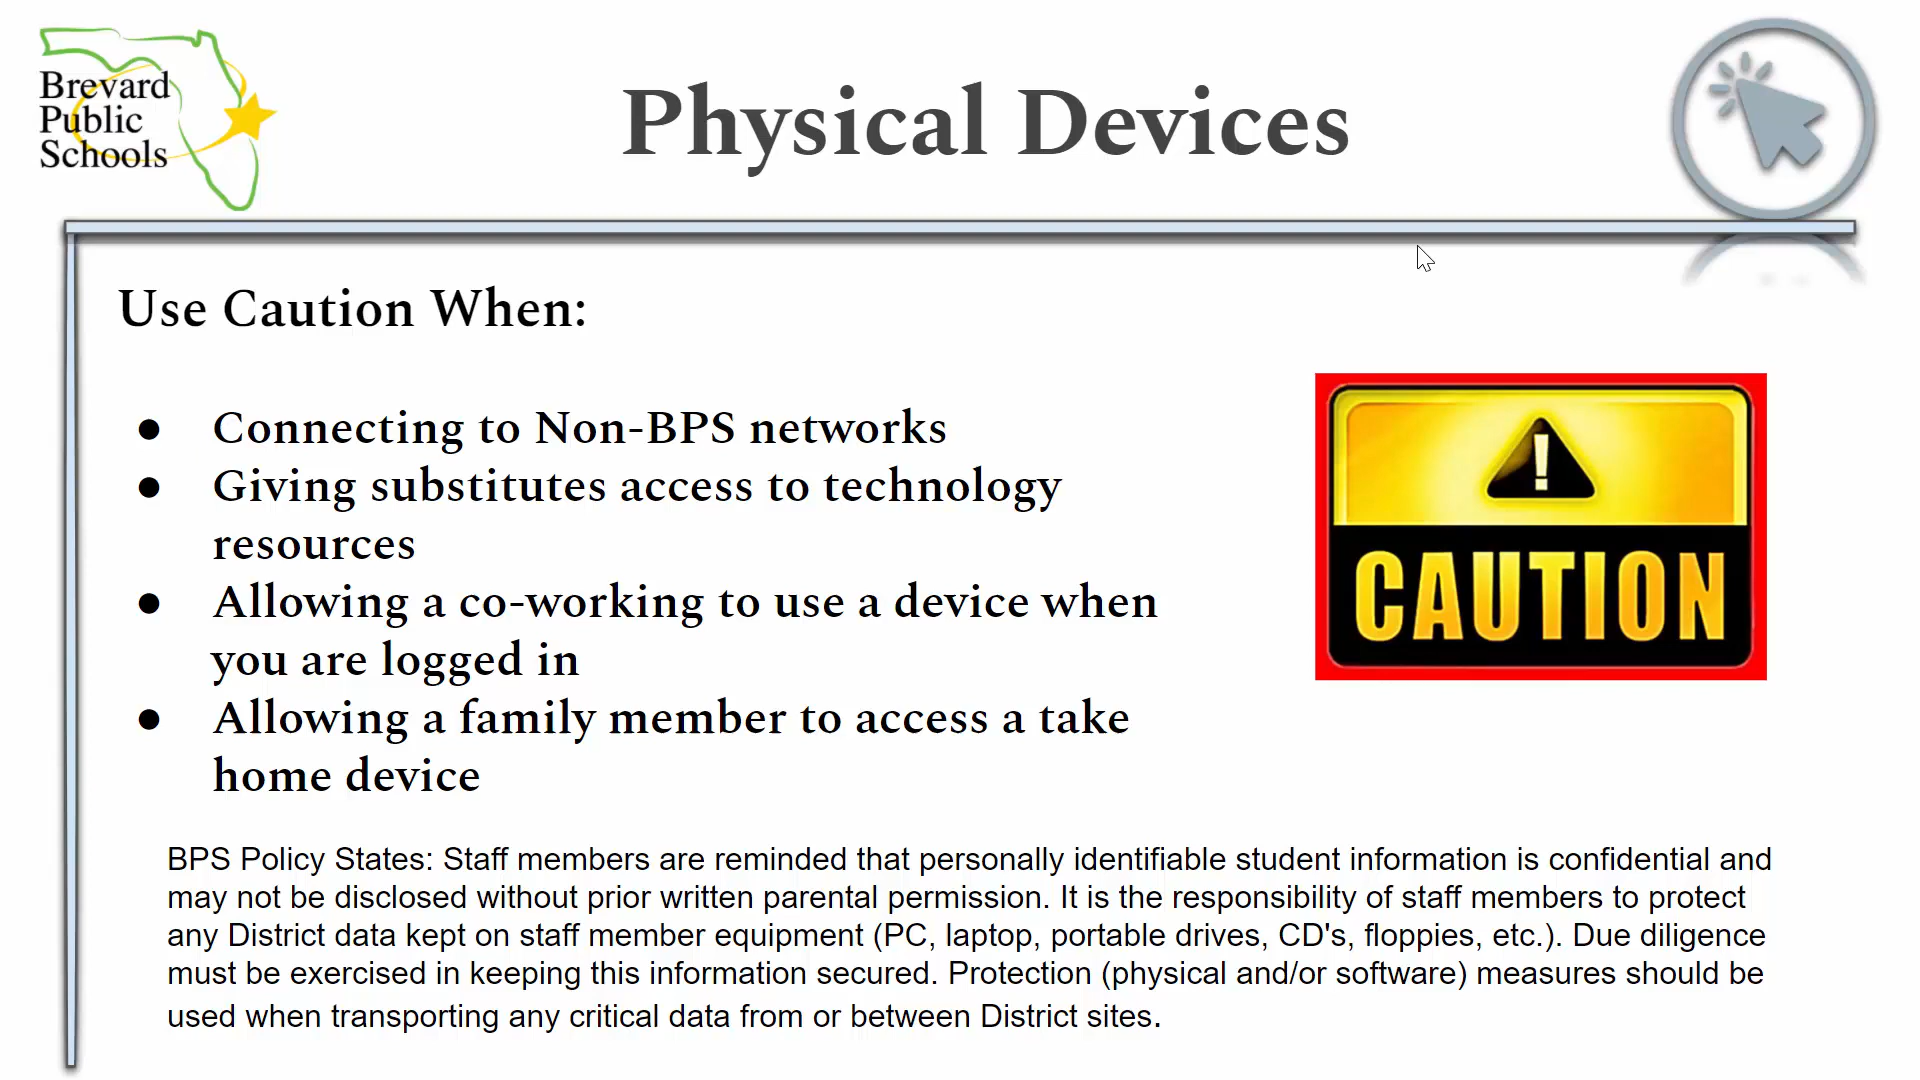 Brevard
Public
Schools
Physical Devices
Use Caution When:
● Connecting to Non-BPS networks
● Giving substitutes access to technology
resources
● Allowing a co-working to use a device when
you are logged in
● Allowing a family member to access a take
home device
!
CAUTION
BPS Policy States: Staff members are reminded that personally identifiable student information is confidential and
may not be disclosed without prior written parental permission. It is the responsibility of staff members to protect
any District data kept on staff member equipment (PC, laptop, portable drives, CD's, floppies, etc.). Due diligence
must be exercised in keeping this information secured. Protection (physical and/or software) measures should be
used when transporting any critical data from or between District sites.